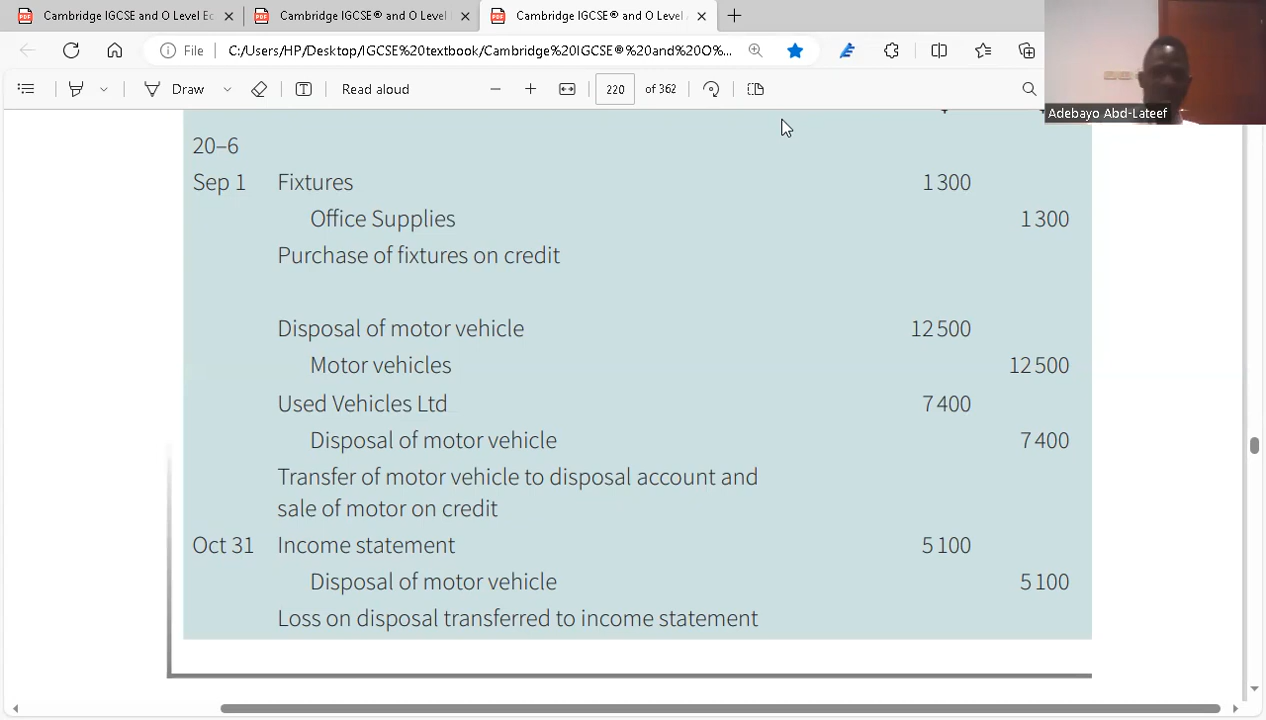 Cambridge IGCSE and O Level Ec
Cambridge IGCSE® and O Level
Cambridge IGCSE® and O Level
File C:/Users/HP/Desktop/IGCSE%20textbook/Cambridge%20IGCSE®%20and%20O%...
Draw
Read aloud
220 of 362
Adebayo Abd-Lateef
20–6
Sep 1 Fixtures 1 300
Office Supplies 1 300
Purchase of fixtures on credit
Disposal of motor vehicle 12 500
Motor vehicles 12 500
Used Vehicles Ltd 7 400
Disposal of motor vehicle 7 400
Transfer of motor vehicle to disposal account and
sale of motor on credit
Oct 31 Income statement 5 100
Disposal of motor vehicle 5 100
Loss on disposal transferred to income statement